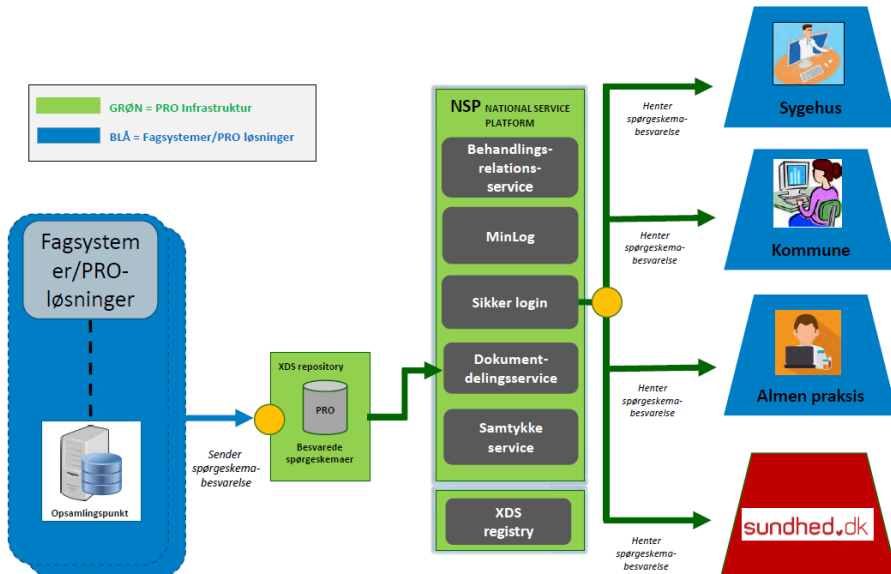 GRØN = PRO Infrastruktur
BLÅ = Fagsystemer/PRO løsninger
Fagsystem
er/PRO-
løsninger
Opsamlingspunkt
Sender
spørgeskema-
besvarelse
XDS repository
PRO
Besvarede
spørgeskemaer
NSP NATIONAL SERVICE
PLATFORM
Behandlings-
relations-
service
MinLog
Sikker login
Dokument-
delingsservice
Samtykke
service
XDS
registry
Henter
spørgeskema-
besvarelse
Sygehus
Henter
spørgeskema-
besvarelse
Kommune
Henter
spørgeskema-
besvarelse
Almen praksis
Henter
spørgeskema-
besvarelse
sundhed.dk